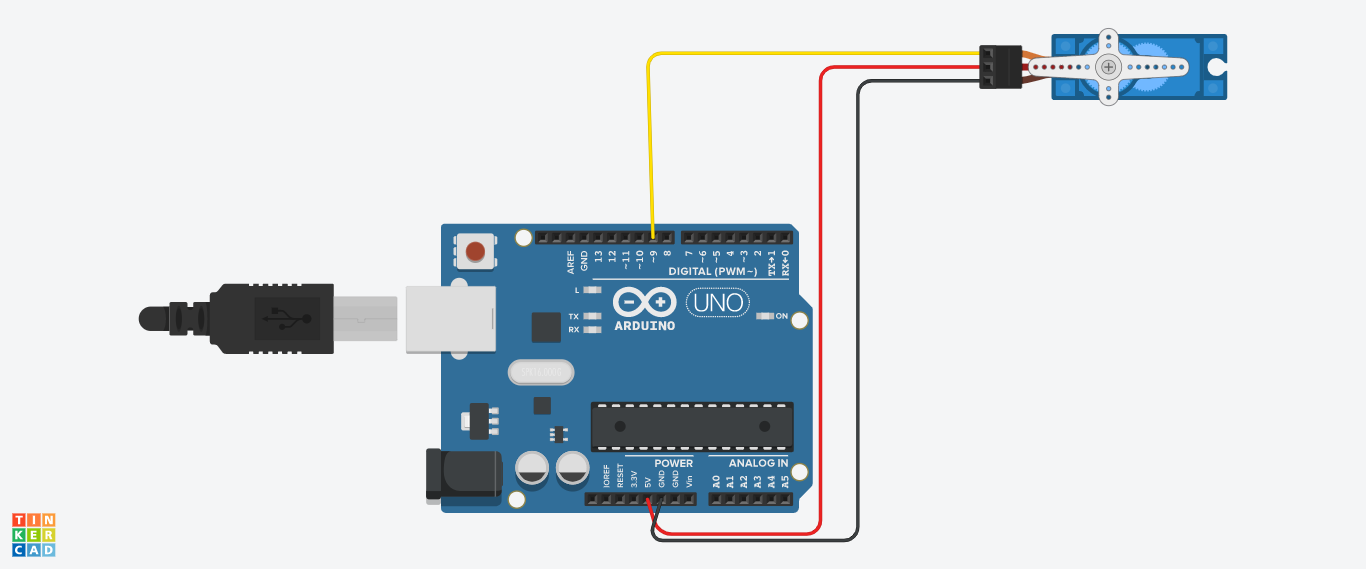 AREF
GND
13
12
~11
~10
~9
8
7
~6
~5
4
~3
2
TX→1
RX←0
DIGITAL (PWM~)
L
TX
RX
ARDUINO
UNO
ON
POWER
ANALOG IN
IOREF
RESET
3.3V
5V
GND
GND
Vin
A0
A1
A2
A3
A4
A5
TIN
KER
CAD